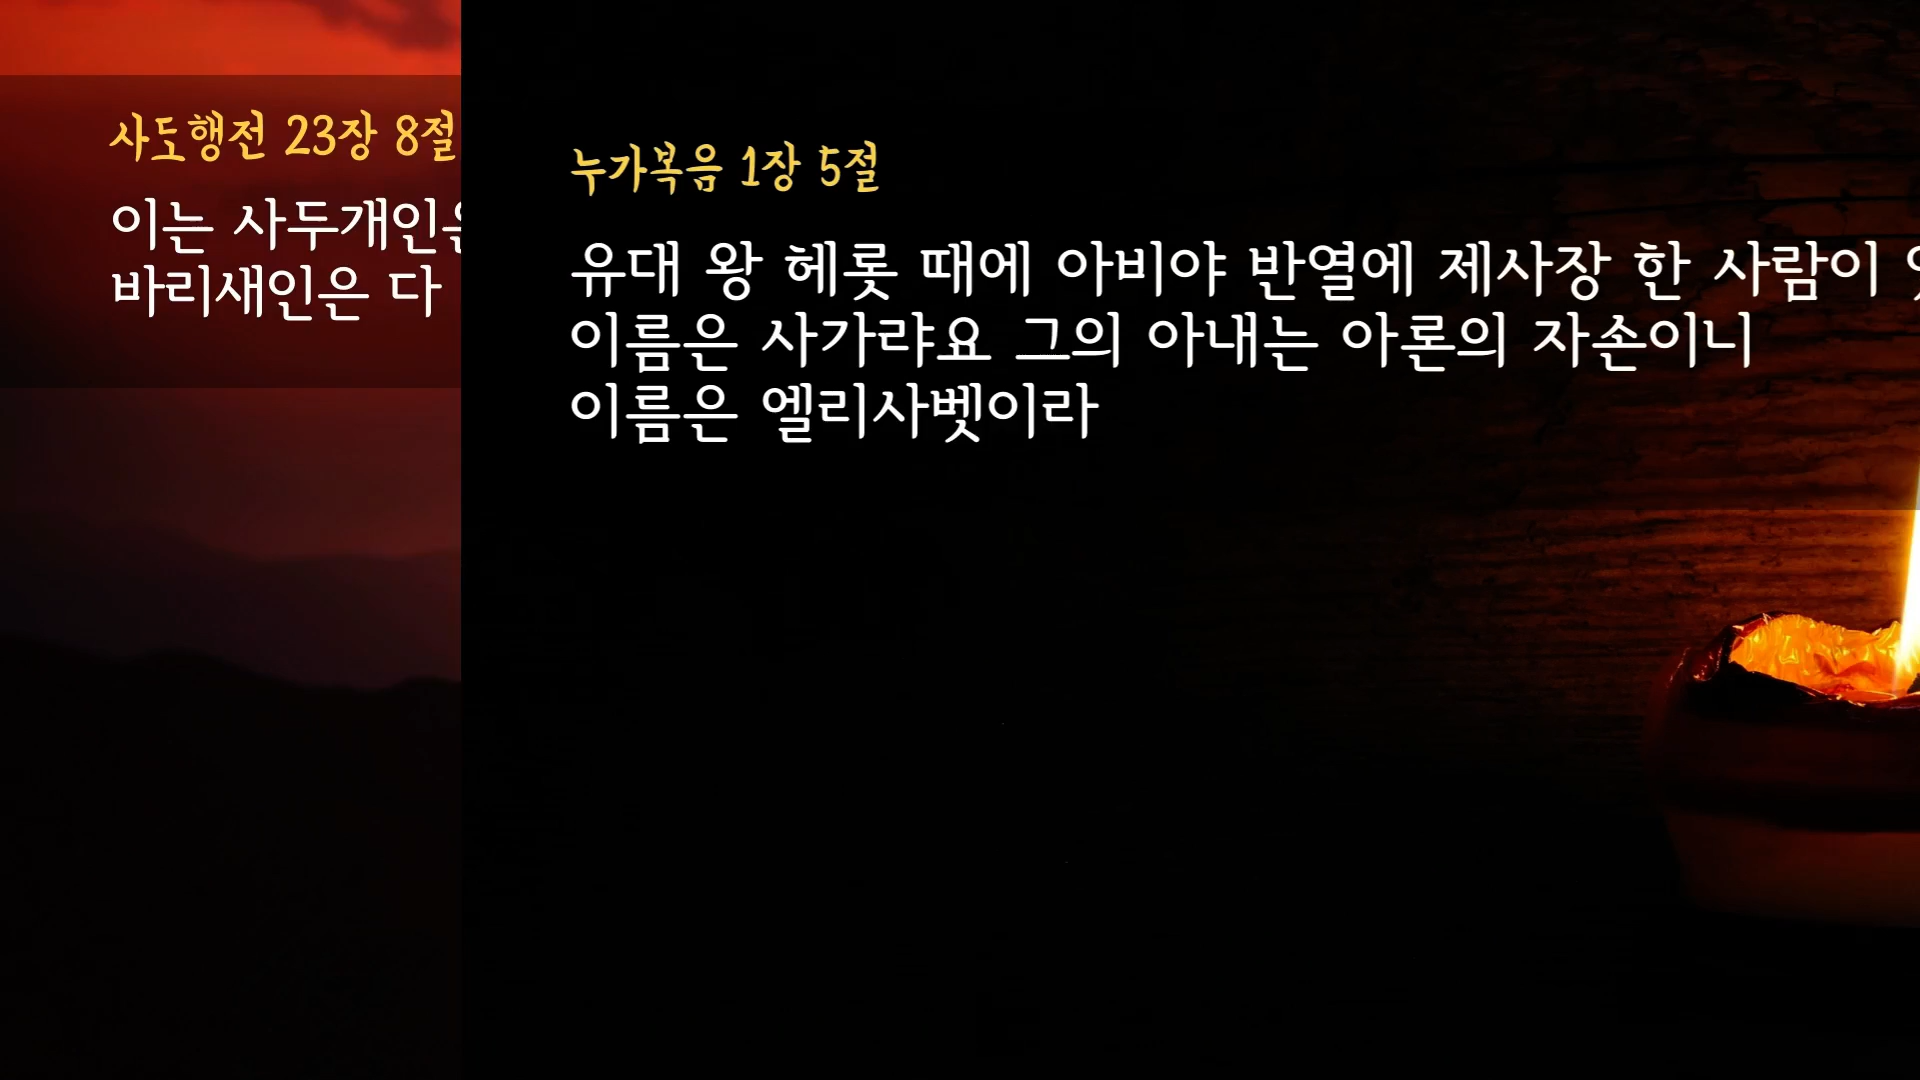 사도행전 23장 8절
이는 사두개인은
바리새인은 다
누가복음 1장 5절
유대 왕 헤롯 때에 아비야 반열에 제사장 한 사람이
이름은 사가랴요 그의 아내는 아론의 자손이니
이름은 엘리사벳이라